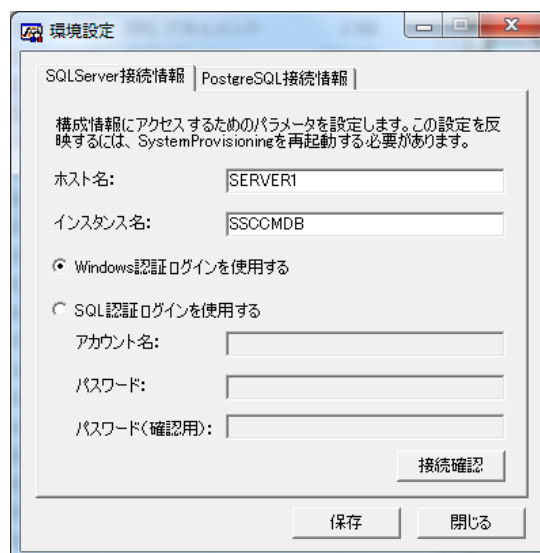 環境設定
SQLServer接続情報 PostgreSQL接続情報
構成情報にアクセスするためのパラメータを設定します。この設定を反
映するには、SystemProvisioningを再起動する必要があります。
ホスト名: SERVER1
インスタンス名: SSCCMDB
Windows認証ログインを使用する
SQL認証ログインを使用する
アカウント名:
パスワード:
パスワード(確認用):
接続確認
保存 閉じる